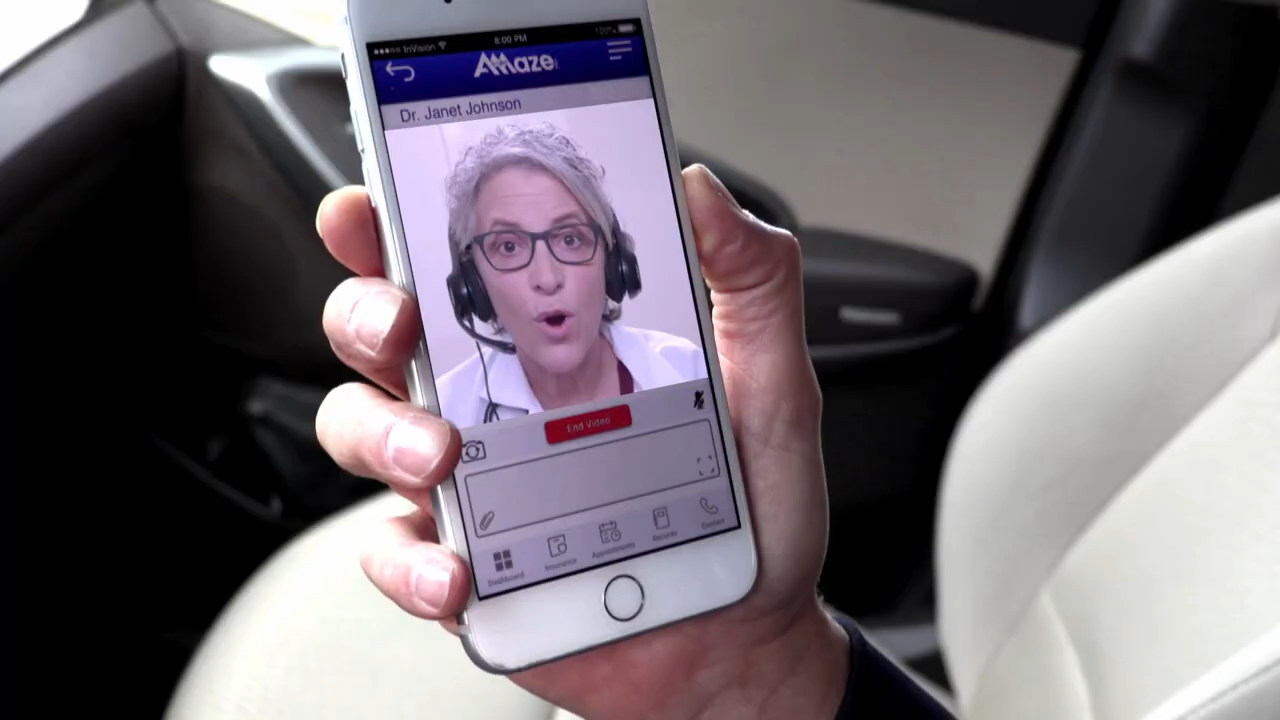 InVision 8:00 PM 100%
AMaze
Dr. Janet Johnson
End Video
Dashboard Insurance Appointments Records Contact